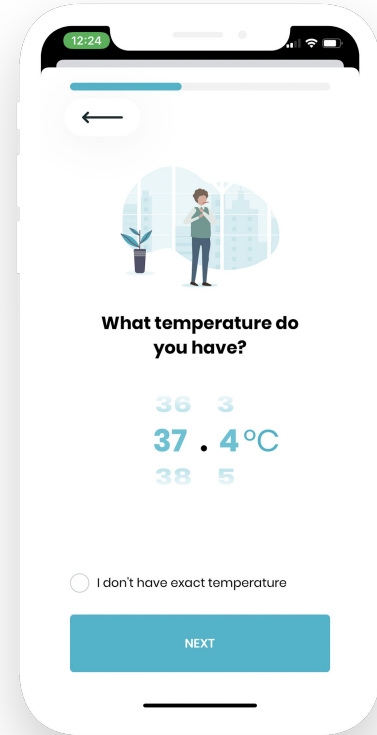 12:24
What temperature do
you have?
36 3
37 . 4 °C
38 5
I don't have exact temperature
NEXT